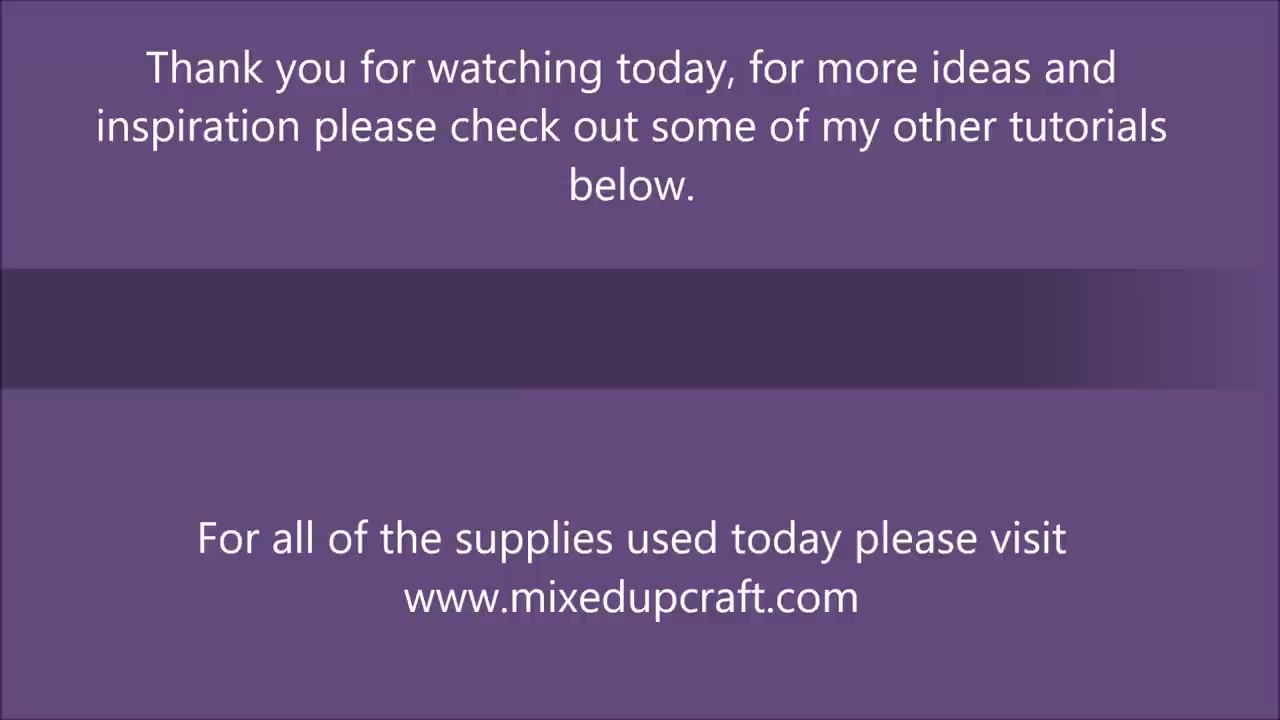 Thank you for watching today, for more ideas and
inspiration please check out some of my other tutorials
below.
For all of the supplies used today please visit
www.mixedupcraft.com